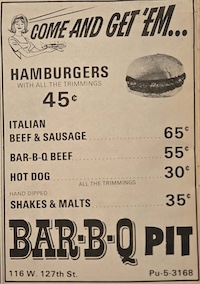 COME AND GET 'EM...
HAMBURGERS
WITH ALL THE TRIMMINGS
45¢
ITALIAN
BEEF & SAUSAGE 65¢
BAR-B-Q BEEF 55¢
HOT DOG 30¢
ALL THE TRIMMINGS
HAND DIPPED
SHAKES & MALTS 35¢
BAR-B-Q PIT
116 W. 127th St. Pu-5-3168